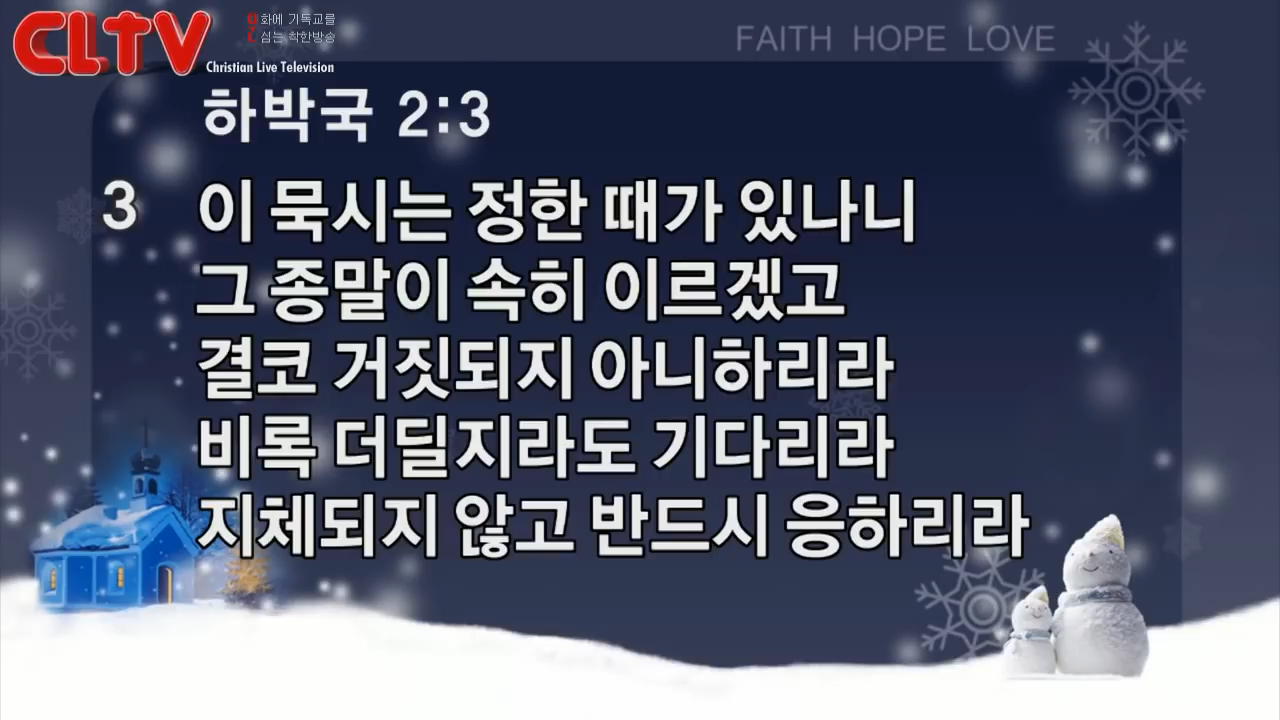 CLTV
화에 기독교를
심는 착한방송
Christian Live Television
FAITH HOPE LOVE
하박국 2:3
3 이 묵시는 정한 때가 있나니
그 종말이 속히 이르겠고
결코 거짓되지 아니하리라
비록 더딜지라도 기다리라
지체되지 않고 반드시 응하리라